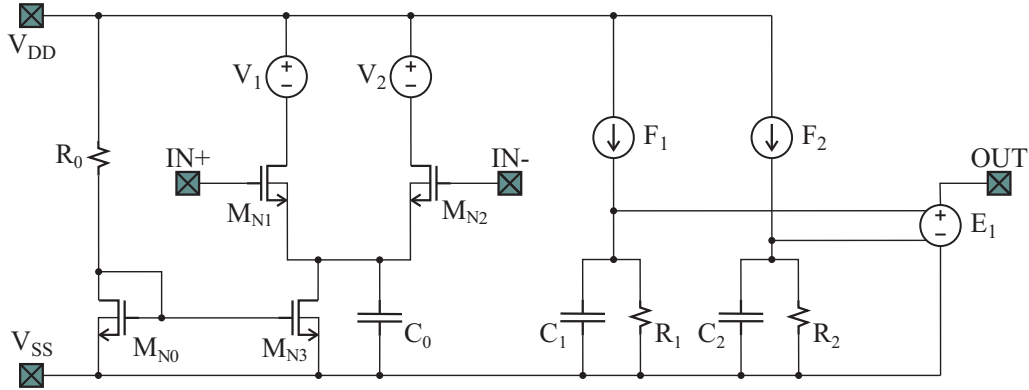 V_DD
V_1
V_2
R_0
IN+
IN-
F_1
F_2
OUT
M_N1
M_N2
E_1
V_SS
M_N0
M_N3
C_0
C_1
R_1
C_2
R_2